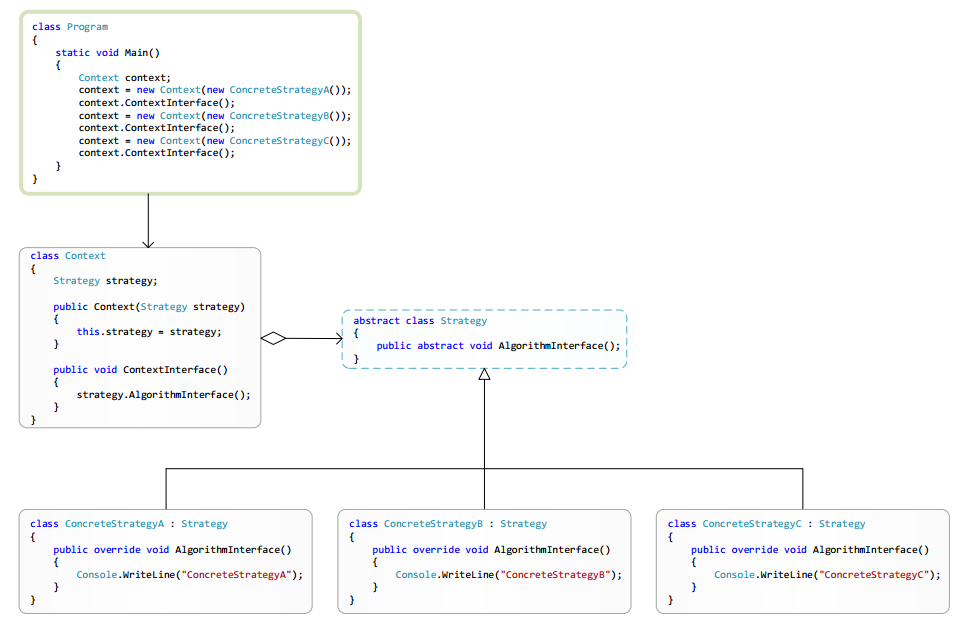 class Program
{
    static void Main()
    {
        Context context;
        context = new Context(new ConcreteStrategyA());
        context.ContextInterface();
        context = new Context(new ConcreteStrategyB());
        context.ContextInterface();
        context = new Context(new ConcreteStrategyC());
        context.ContextInterface();
    }
}
class Context
{
    Strategy strategy;

    public Context(Strategy strategy)
    {
        this.strategy = strategy;
    }

    public void ContextInterface()
    {
        strategy.AlgorithmInterface();
    }
}
abstract class Strategy
{
    public abstract void AlgorithmInterface();
}
class ConcreteStrategyA : Strategy
{
    public override void AlgorithmInterface()
    {
        Console.WriteLine("ConcreteStrategyA");
    }
}
class ConcreteStrategyB : Strategy
{
    public override void AlgorithmInterface()
    {
        Console.WriteLine("ConcreteStrategyB");
    }
}
class ConcreteStrategyC : Strategy
{
    public override void AlgorithmInterface()
    {
        Console.WriteLine("ConcreteStrategyC");
    }
}